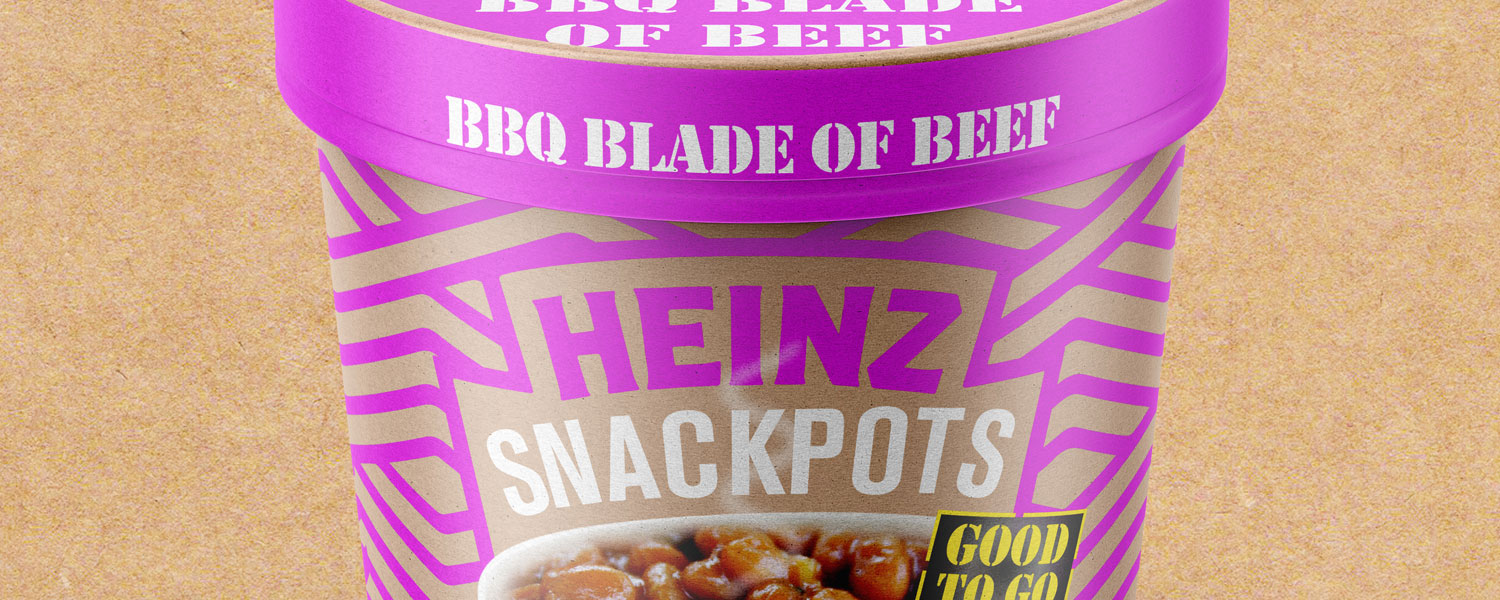 BBQ BLADE
OF BEEF
BBQ BLADE OF BEEF
HEINZ
SNACKPOTS
GOOD
TO GO